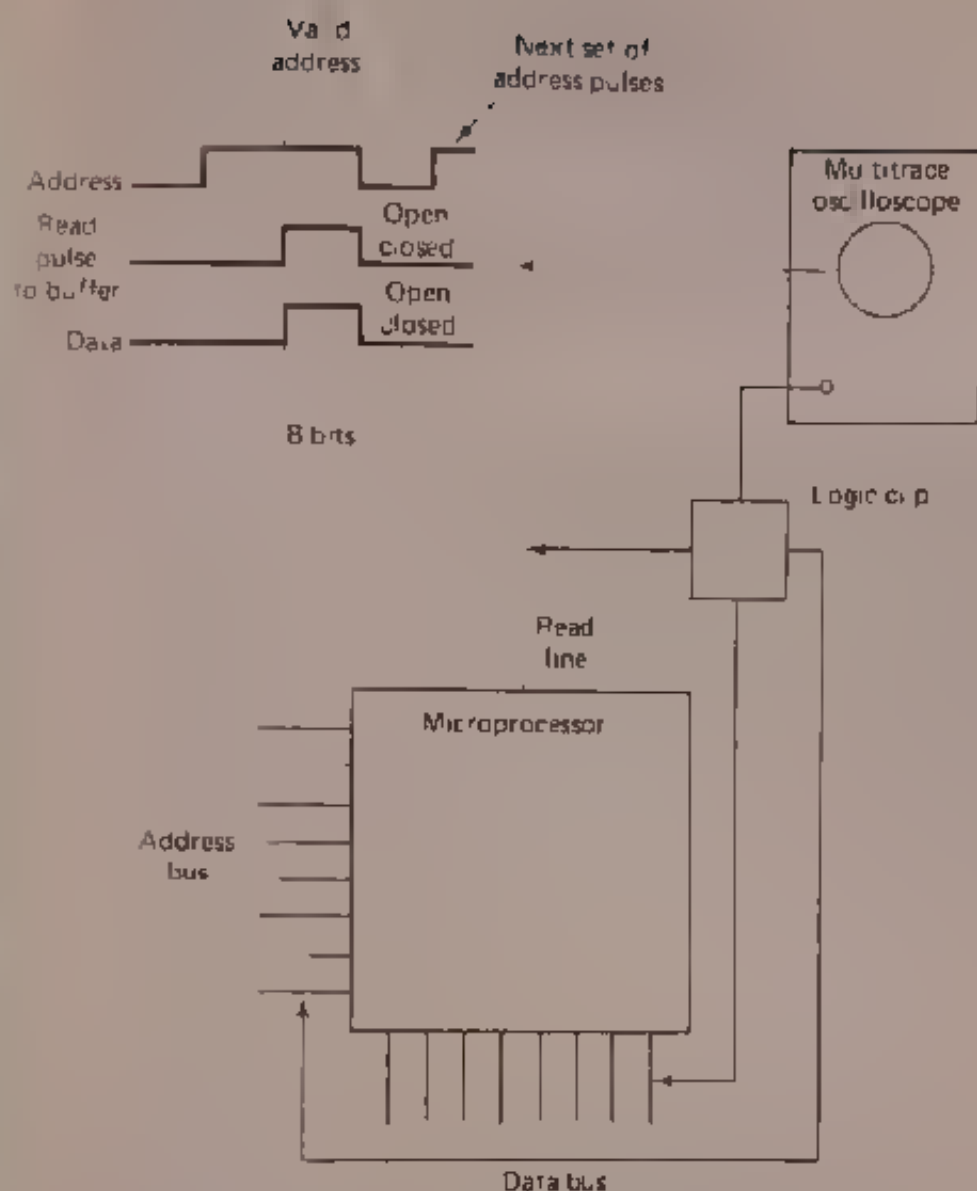 Valid
address
Next set of
address pulses
Address
Read
pulse
to buffer
Open
closed
Open
closed
Data
8 bits
Multitrace
oscilloscope
Logic clip
Read
line
Microprocessor
Address
bus
Data bus